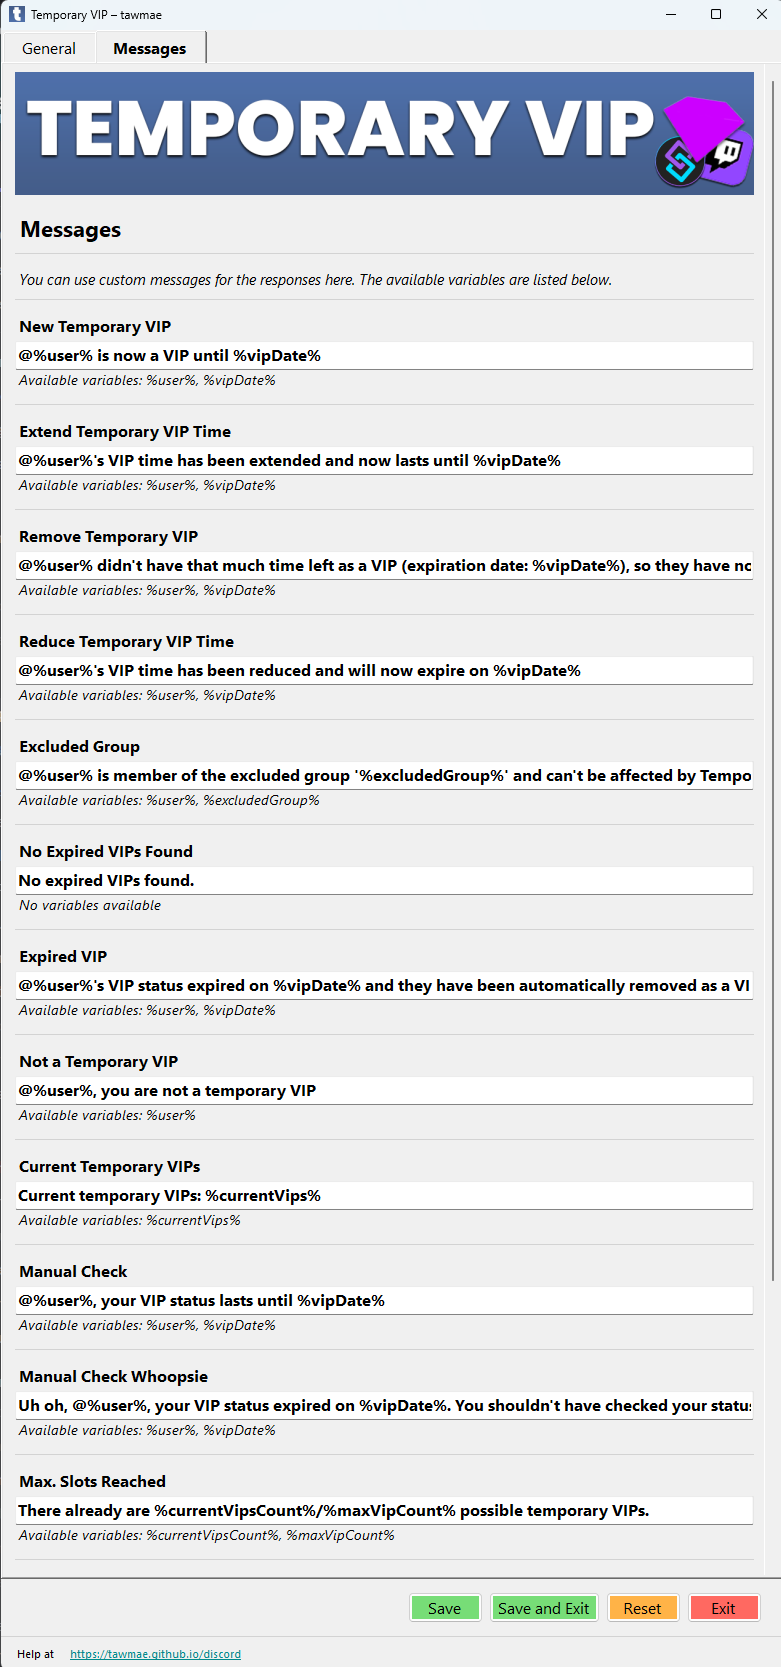 Temporary VIP – tawmae
General
Messages
TEMPORARY VIP
Messages
You can use custom messages for the responses here. The available variables are listed below.
New Temporary VIP
@%user% is now a VIP until %vipDate%
Available variables: %user%, %vipDate%
Extend Temporary VIP Time
@%user%'s VIP time has been extended and now lasts until %vipDate%
Available variables: %user%, %vipDate%
Remove Temporary VIP
@%user% didn't have that much time left as a VIP (expiration date: %vipDate%), so they have no
Available variables: %user%, %vipDate%
Reduce Temporary VIP Time
@%user%'s VIP time has been reduced and will now expire on %vipDate%
Available variables: %user%, %vipDate%
Excluded Group
@%user% is member of the excluded group '%excludedGroup%' and can't be affected by Tempo
Available variables: %user%, %excludedGroup%
No Expired VIPs Found
No expired VIPs found.
No variables available
Expired VIP
@%user%'s VIP status expired on %vipDate% and they have been automatically removed as a VI
Available variables: %user%, %vipDate%
Not a Temporary VIP
@%user%, you are not a temporary VIP
Available variables: %user%
Current Temporary VIPs
Current temporary VIPs: %currentVips%
Available variables: %currentVips%
Manual Check
@%user%, your VIP status lasts until %vipDate%
Available variables: %user%, %vipDate%
Manual Check Whoopsie
Uh oh, @%user%, your VIP status expired on %vipDate%. You shouldn't have checked your statu
Available variables: %user%, %vipDate%
Max. Slots Reached
There already are %currentVipsCount%/%maxVipCount% possible temporary VIPs.
Available variables: %currentVipsCount%, %maxVipCount%
Save
Save and Exit
Reset
Exit
Help at https://tawmae.github.io/discord